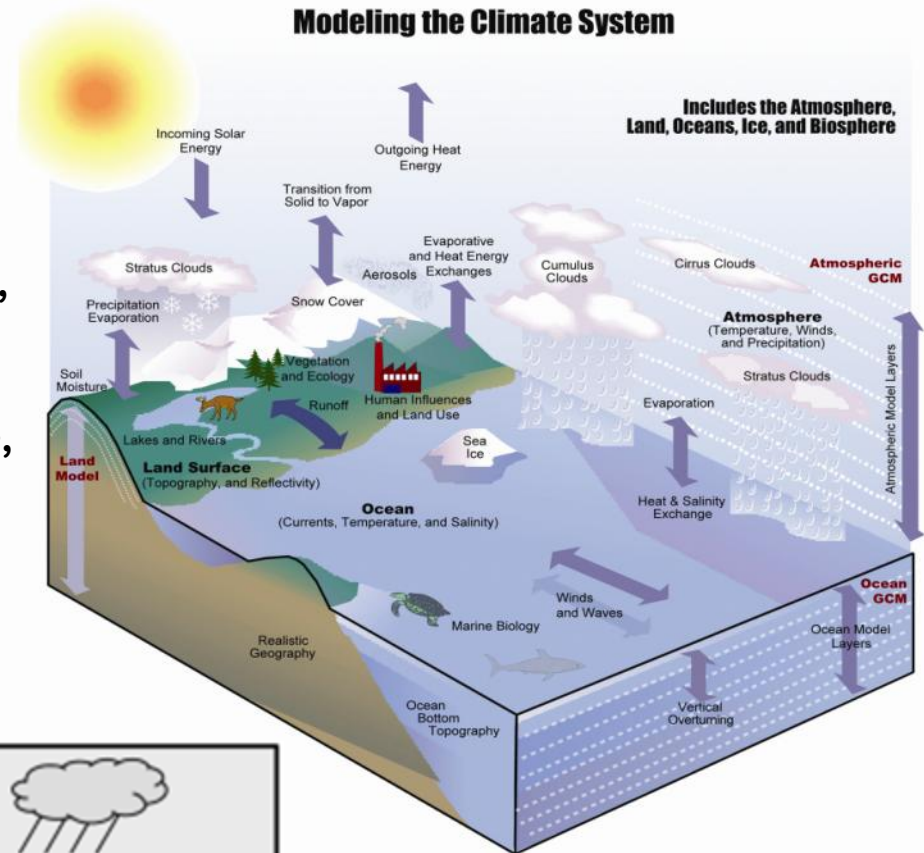 Modeling the Climate System
Includes the Atmosphere,
Land, Oceans, Ice, and Biosphere
Incoming Solar
Energy
Outgoing Heat
Energy
Transition from
Solid to Vapor
Stratus Clouds
Aerosols
Evaporative
and Heat Energy
Exchanges
Cumulus
Clouds
Cirrus Clouds
Atmospheric
GCM
,
Precipitation
Evaporation
Snow Cover
Atmosphere
(Temperature, Winds,
and Precipitation)
Soil
Moisture
Vegetation
and Ecology
Stratus Clouds
Human Influences
and Land Use
Runoff
Evaporation
Atmospheric Model Layers
,
Lakes and Rivers
Land
Model
Land Surface
(Topography, and Reflectivity)
Sea
Ice
Heat & Salinity
Exchange
Ocean
(Currents, Temperature, and Salinity)
Ocean
GCM
Winds
and Waves
Marine Biology
Ocean Model
Layers
Realistic
Geography
Ocean
Bottom
Topography
Vertical
Overturning